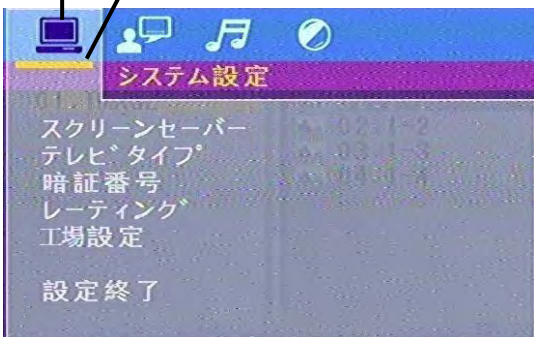 システム設定
スクリーンセーバー
テレビタイプ
暗証番号
レーティング
工場設定
設定終了